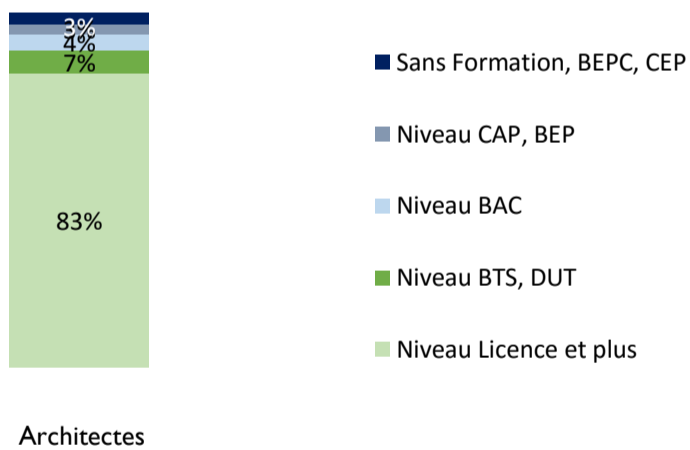 3%
4%
7%
83%
Architectes
Sans Formation, BEPC, CEP
Niveau CAP, BEP
Niveau BAC
Niveau BTS, DUT
Niveau Licence et plus